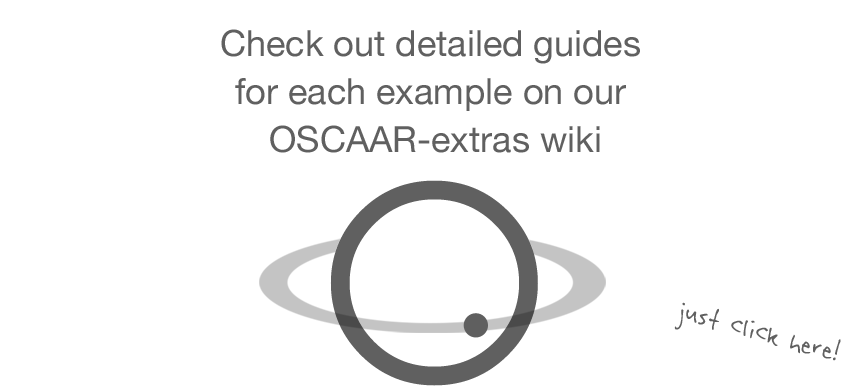 Check out detailed guides
for each example on our
OSCAAR-extras wiki
just click here!